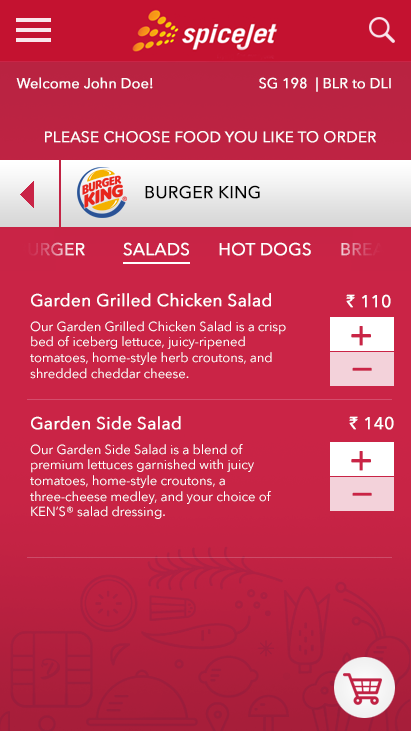 spicejet
Welcome John Doe!
SG 198 | BLR to DLI
PLEASE CHOOSE FOOD YOU LIKE TO ORDER
BURGER KING
BURGER KING
URGER SALADS HOT DOGS BREA
Garden Grilled Chicken Salad
₹ 110
Our Garden Grilled Chicken Salad is a crisp
bed of iceberg lettuce, juicy-ripened
tomatoes, home-style herb croutons, and
shredded cheddar cheese.
+
−
Garden Side Salad
₹ 140
Our Garden Side Salad is a blend of
premium lettuces garnished with juicy
tomatoes, home-style croutons, a
three-cheese medley, and your choice of
KEN'S® salad dressing.
+
−